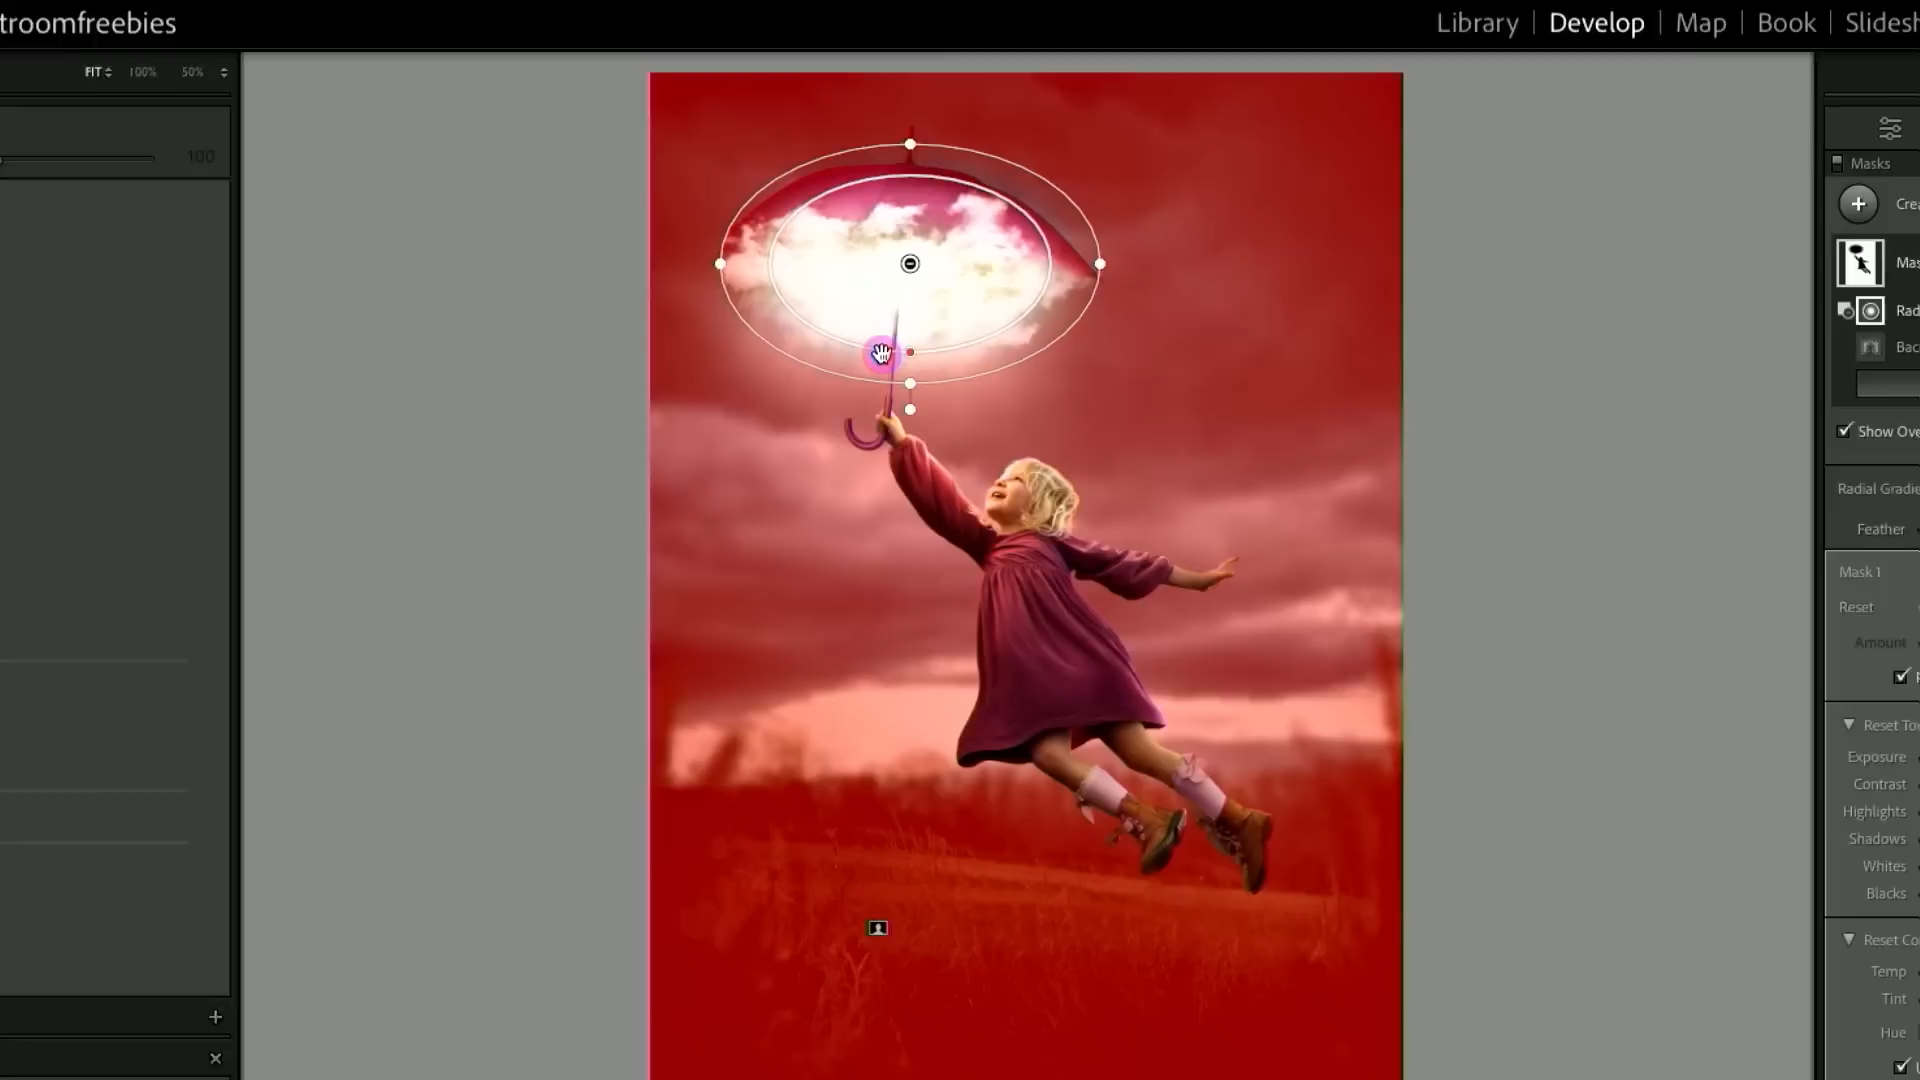 troomfreebies
Library | Develop | Map | Book | Slidesh
FIT 100% 50%
100
Masks
Crea
Mas
Rad
Bac
Show Ove
Radial Gradie
Feather
Mask 1
Reset
Amount
Reset To
Exposure
Contrast
Highlights
Shadows
Whites
Blacks
Reset Co
Temp
Tint
Hue